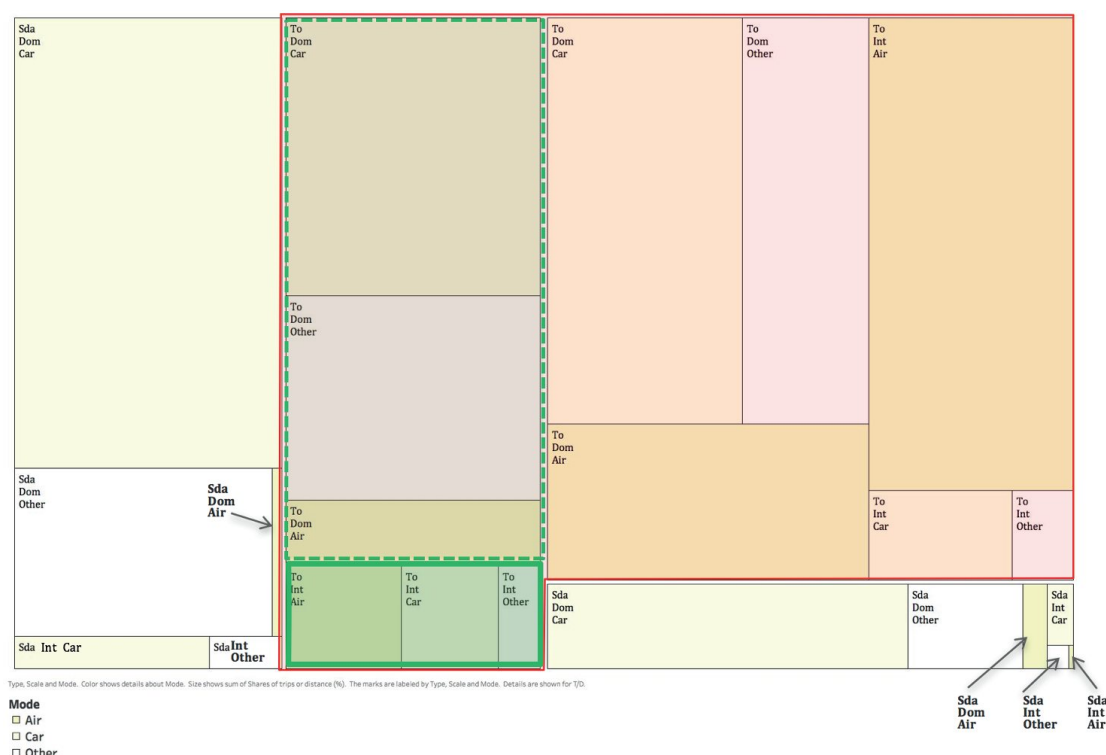 Sda
Dom
Car
To
Dom
Car
To
Dom
Car
To
Dom
Other
To
Int
Air
To
Dom
Other
To
Dom
Air
Sda
Dom
Other
Sda
Dom
Air
To
Int
Car
To
Int
Other
To
Dom
Air
To
Int
Air
To
Int
Car
To
Int
Other
Sda
Dom
Car
Sda
Dom
Other
Sda
Int
Car
Sda Int Car
Sda Int
Other
Type, Scale and Mode. Color shows details about Mode. Size shows sum of Shares of trips or distance (%). The marks are labeled by Type, Scale and Mode. Details are shown for T/D.
Sda
Dom
Air
Sda
Int
Other
Sda
Int
Air
Mode
Air
Car
Other